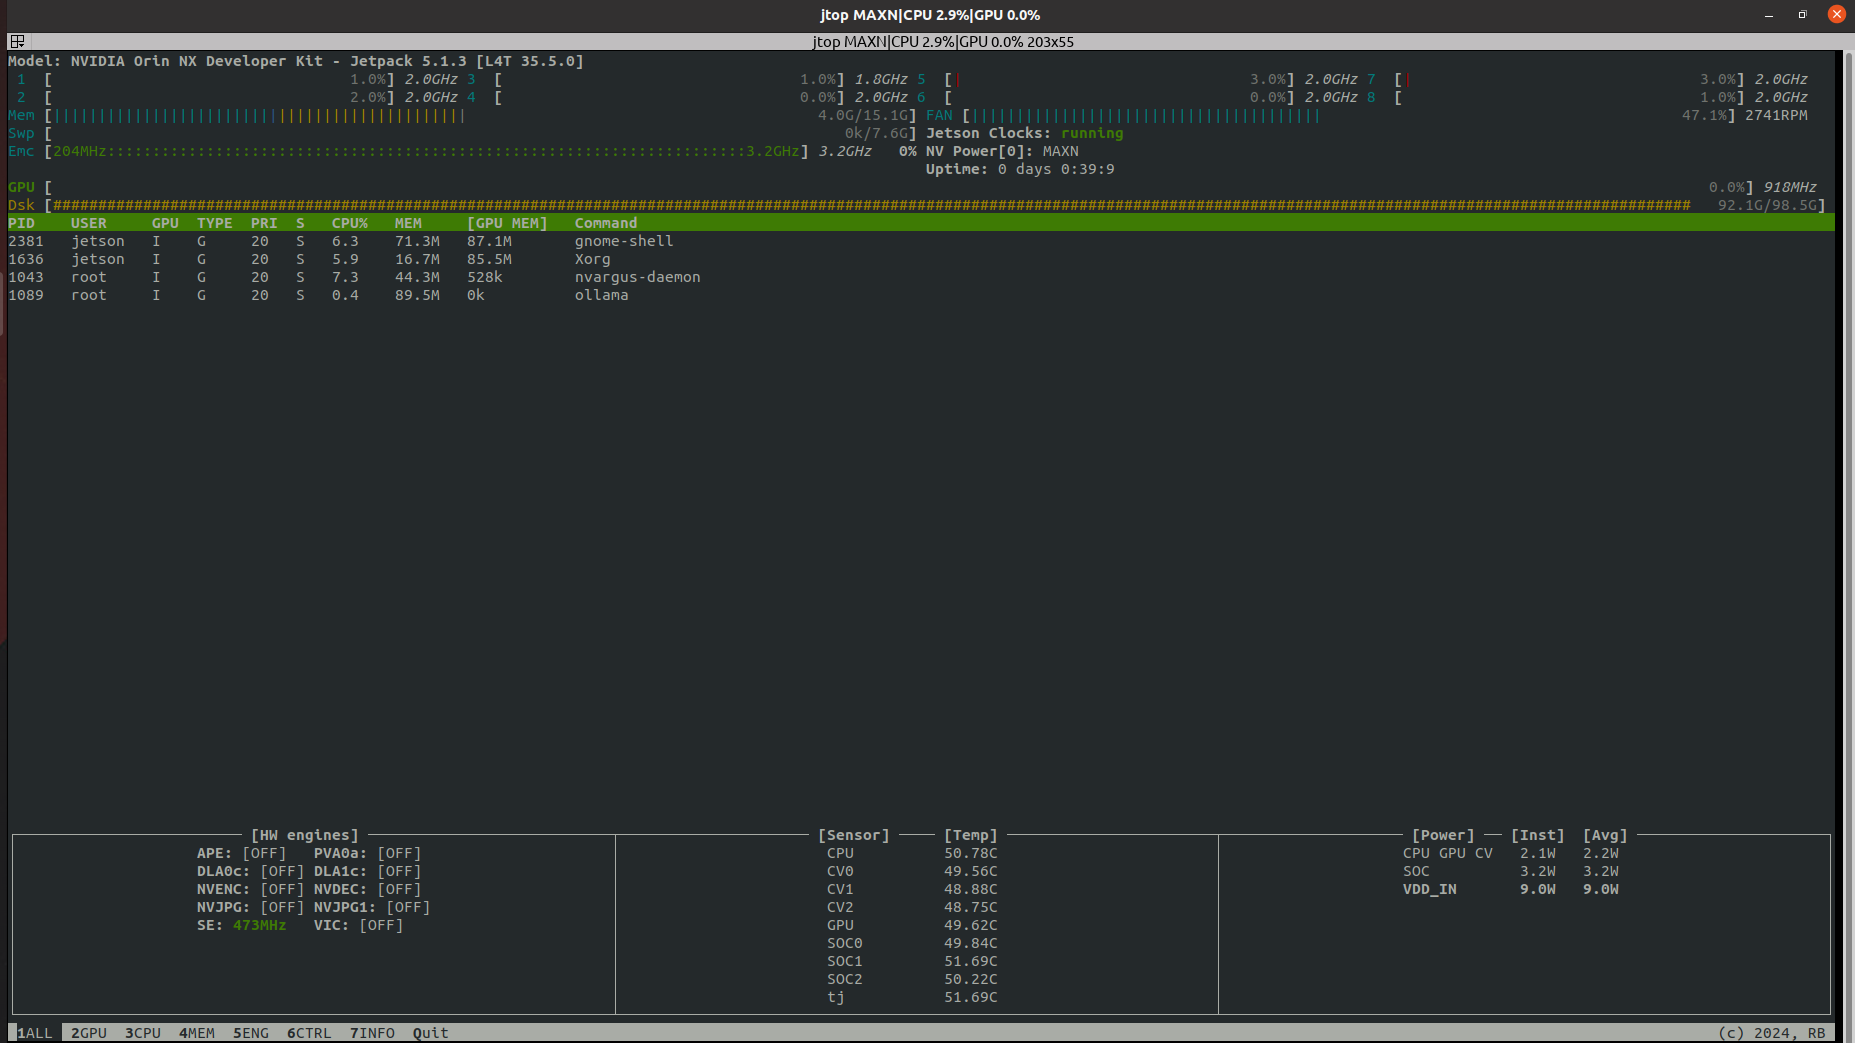 jtop MAXN|CPU 2.9%|GPU 0.0%
jtop MAXN|CPU 2.9%|GPU 0.0% 203x55
Model: NVIDIA Orin NX Developer Kit - Jetpack 5.1.3 [L4T 35.5.0]
1 [ 1.0%] 2.0GHz 3 [ 1.0%] 1.8GHz 5 [| 3.0%] 2.0GHz 7 [| 3.0%] 2.0GHz
2 [ 2.0%] 2.0GHz 4 [ 0.0%] 2.0GHz 6 [ 0.0%] 2.0GHz 8 [ 1.0%] 2.0GHz
Mem [|||||||||||||||||||||||||||||||||||||||||||||| 4.0G/15.1G] FAN [||||||||||||||||||||||||||||||||||||||| 47.1%] 2741RPM
Swp [ 0k/7.6G] Jetson Clocks: running
Emc [204MHz:::::::::::::::::::::::::::::::::::::::::::::::::::::::::::::::::::::::3.2GHz] 3.2GHz 0% NV Power[0]: MAXN
Uptime: 0 days 0:39:9
GPU [ 0.0%] 918MHz
Dsk [###################################################################################################################################################################################### 92.1G/98.5G]
PID USER GPU TYPE PRI S CPU% MEM [GPU MEM] Command
2381 jetson I G 20 S 6.3 71.3M 87.1M gnome-shell
1636 jetson I G 20 S 5.9 16.7M 85.5M Xorg
1043 root I G 20 S 7.3 44.3M 528k nvargus-daemon
1089 root I G 20 S 0.4 89.5M 0k ollama
[HW engines] [Sensor] [Temp] [Power] [Inst] [Avg]
APE: [OFF] PVA0a: [OFF] CPU 50.78C CPU GPU CV 2.1W 2.2W
DLA0c: [OFF] DLA1c: [OFF] CV0 49.56C SOC 3.2W 3.2W
NVENC: [OFF] NVDEC: [OFF] CV1 48.88C VDD_IN 9.0W 9.0W
NVJPG: [OFF] NVJPG1: [OFF] CV2 48.75C
SE: 473MHz VIC: [OFF] GPU 49.62C
SOC0 49.84C
SOC1 51.69C
SOC2 50.22C
tj 51.69C
1ALL 2GPU 3CPU 4MEM 5ENG 6CTRL 7INFO Quit (c) 2024, RB